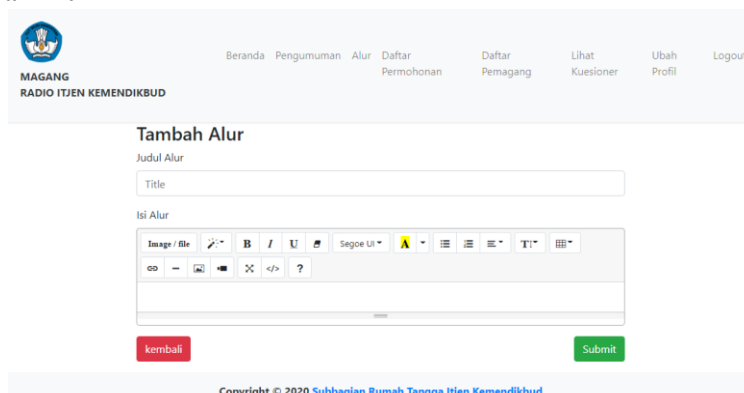 Beranda Pengumuman Alur Daftar Permohonan Daftar Pemagang Lihat Kuesioner Ubah Profil Logout
MAGANG
RADIO ITJEN KEMENDIKBUD
Tambah Alur
Judul Alur
Title
Isi Alur
Image / file B I U Segoe UI A T
</> ?
kembali Submit
Copyright © 2020 Subbagian Rumah Tangga Itjen Kemendikbud